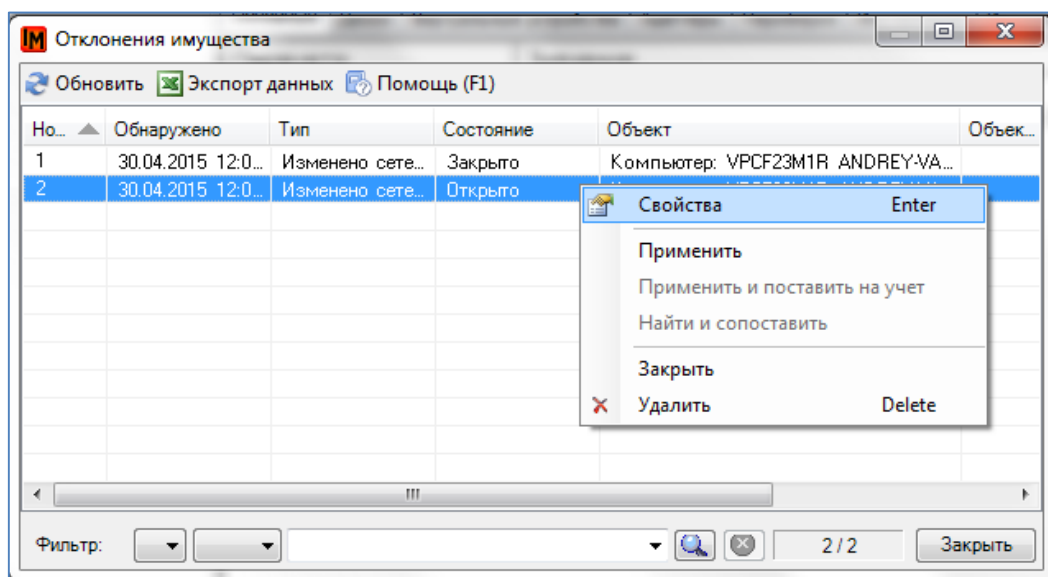 IM Отклонения имущества
Обновить Экспорт данных Помощь (F1)
Но... Обнаружено Тип Состояние Объект Объек...
1 30.04.2015 12:0... Изменено сете... Закрыто Компьютер: VPCF23M1R ANDREY-VA...
2 30.04.2015 12:0... Изменено сете... Открыто
Свойства Enter
Применить
Применить и поставить на учет
Найти и сопоставить
Закрыть
Удалить Delete
Фильтр: 2 / 2 Закрыть